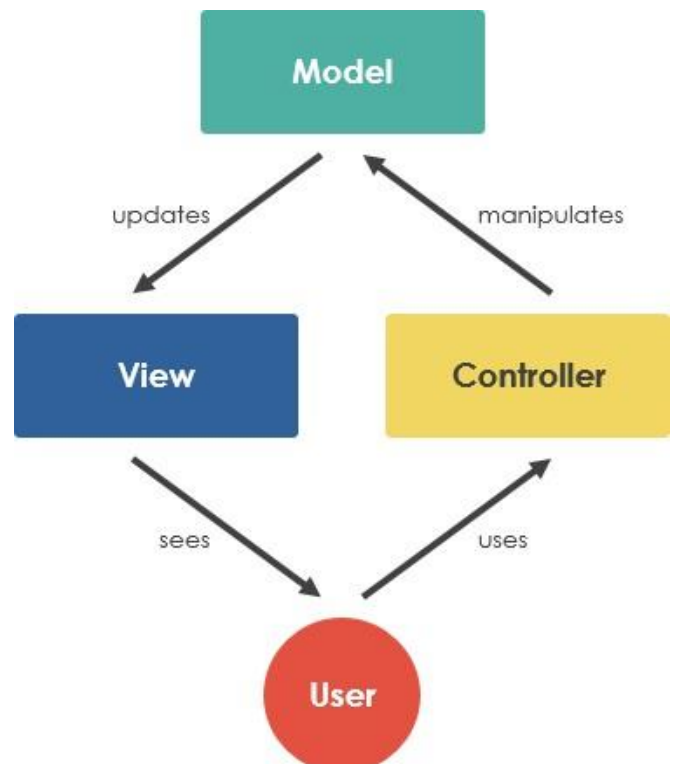 Model
updates
manipulates
View
Controller
sees
uses
User